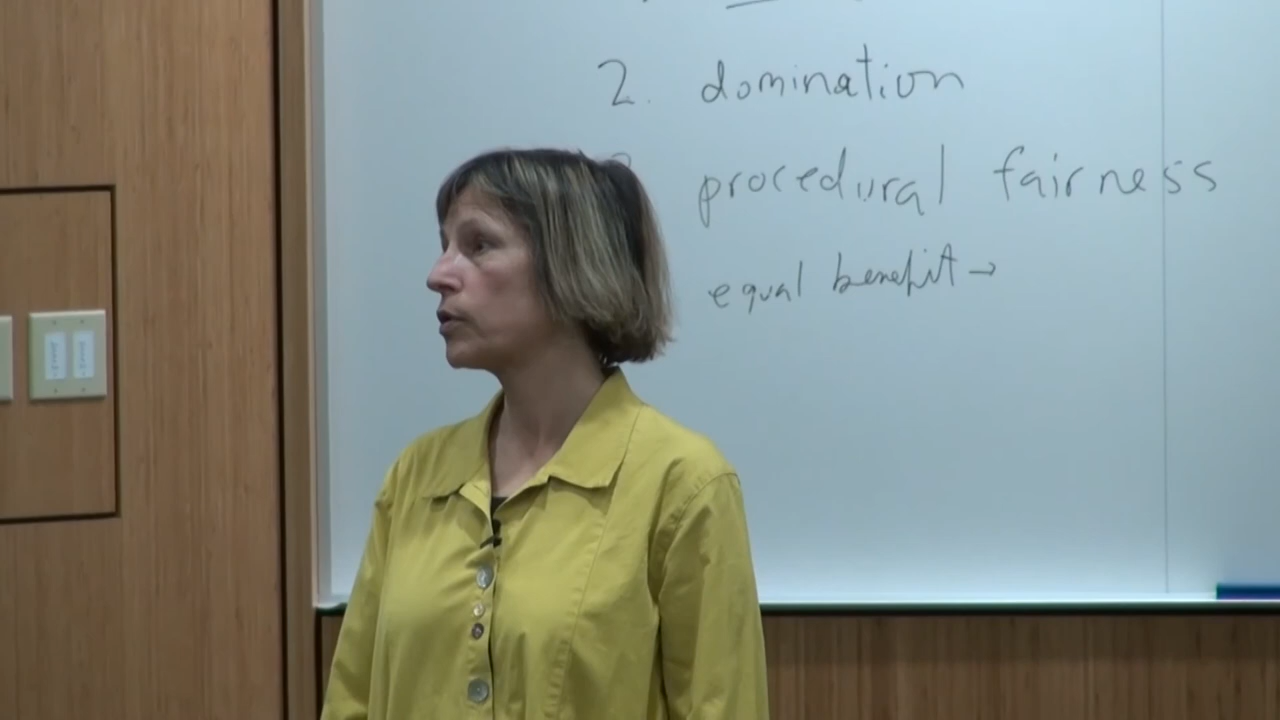 2. domination
procedural fairness
equal benefit →